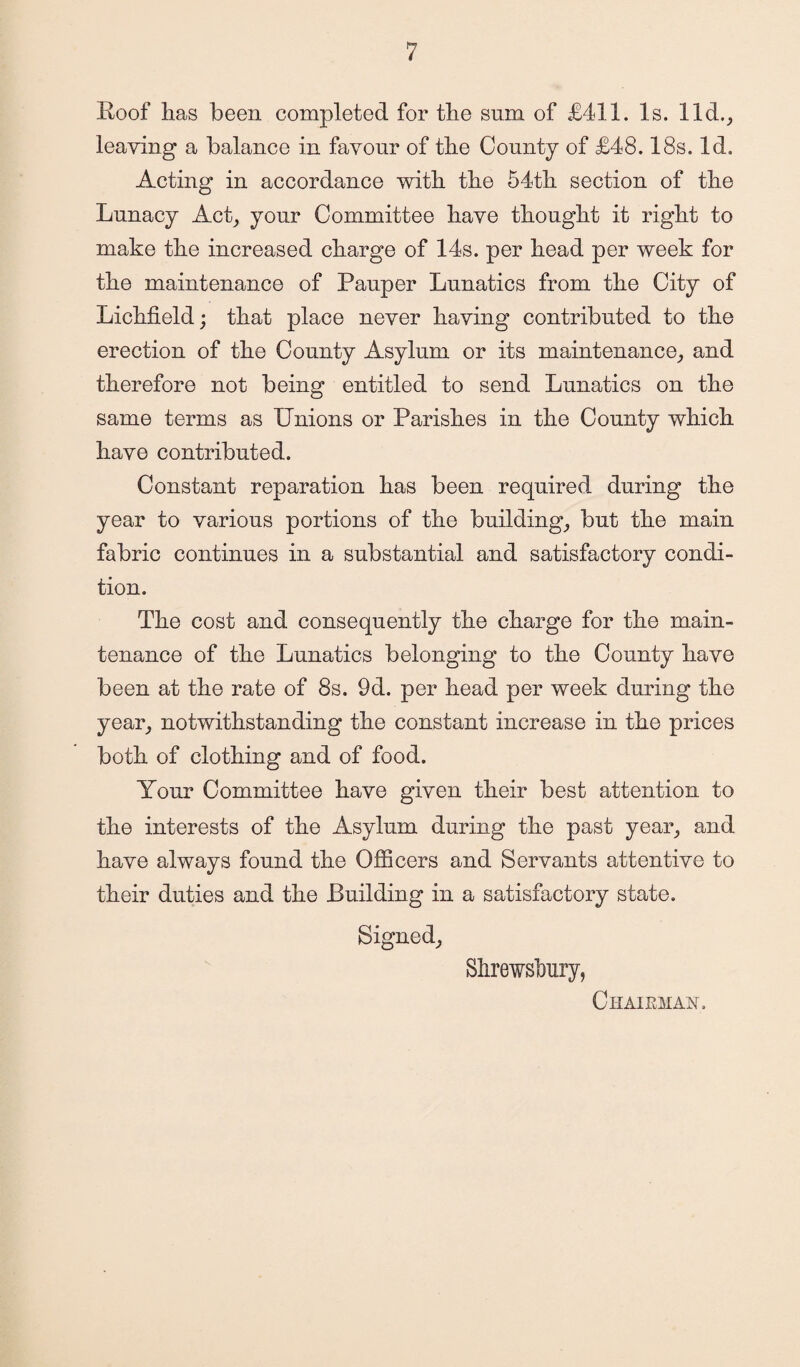 7
Roof has been completed for the sum of £411. 1s. 11d.,
leaving a balance in favour of the County of £48. 18s. 1d.
Acting in accordance with the 54th section of the
Lunacy Act, your Committee have thought it right to
make the increased charge of 14s. per head per week for
the maintenance of Pauper Lunatics from the City of
Lichfield; that place never having contributed to the
erection of the County Asylum or its maintenance, and
therefore not being entitled to send Lunatics on the
same terms as Unions or Parishes in the County which
have contributed.
Constant reparation has been required during the
year to various portions of the building, but the main
fabric continues in a substantial and satisfactory condi-
tion.
The cost and consequently the charge for the main-
tenance of the Lunatics belonging to the County have
been at the rate of 8s. 9d. per head per week during the
year, notwithstanding the constant increase in the prices
both of clothing and of food.
Your Committee have given their best attention to
the interests of the Asylum during the past year, and
have always found the Officers and Servants attentive to
their duties and the Building in a satisfactory state.
Signed,
Shrewsbury,
CHAIRMAN.